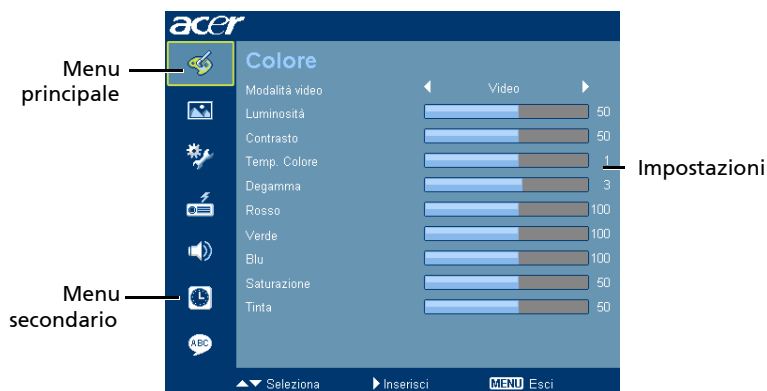 acer
Colore
Modalità video Video
Luminosità 50
Contrasto 50
Temp. Colore 1
Degamma 3
Rosso 100
Verde 100
Blu 100
Saturazione 50
Tinta 50
Seleziona Inserisci MENU Esci
Menu principale
Impostazioni
Menu secondario
ABC